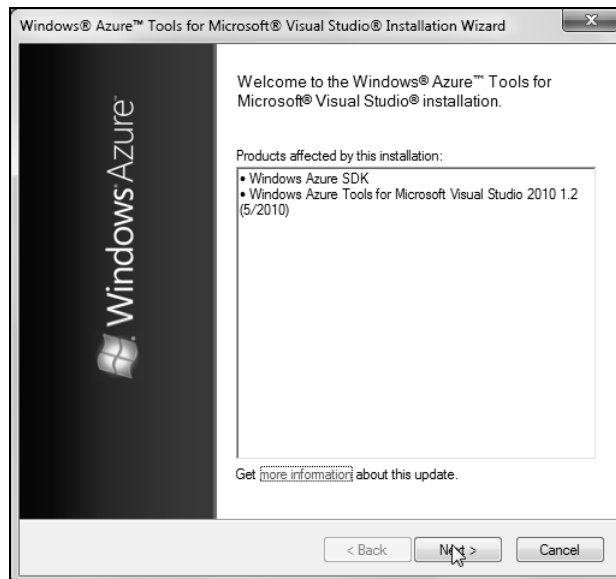 Windows® Azure™ Tools for Microsoft® Visual Studio® Installation Wizard
x
Windows Azure™
Welcome to the Windows® Azure™ Tools for
Microsoft® Visual Studio® installation.
Products affected by this installation:
• Windows Azure SDK
• Windows Azure Tools for Microsoft Visual Studio 2010 1.2
(5/2010)
Get more information about this update.
< Back
Next >
Cancel